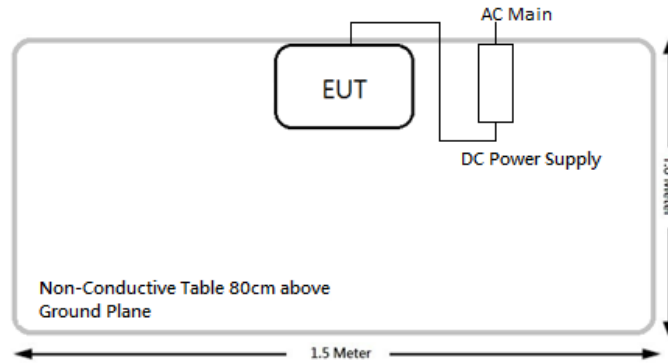 AC Main
EUT
DC Power Supply
Non-Conductive Table 80cm above
Ground Plane
1.5 Meter